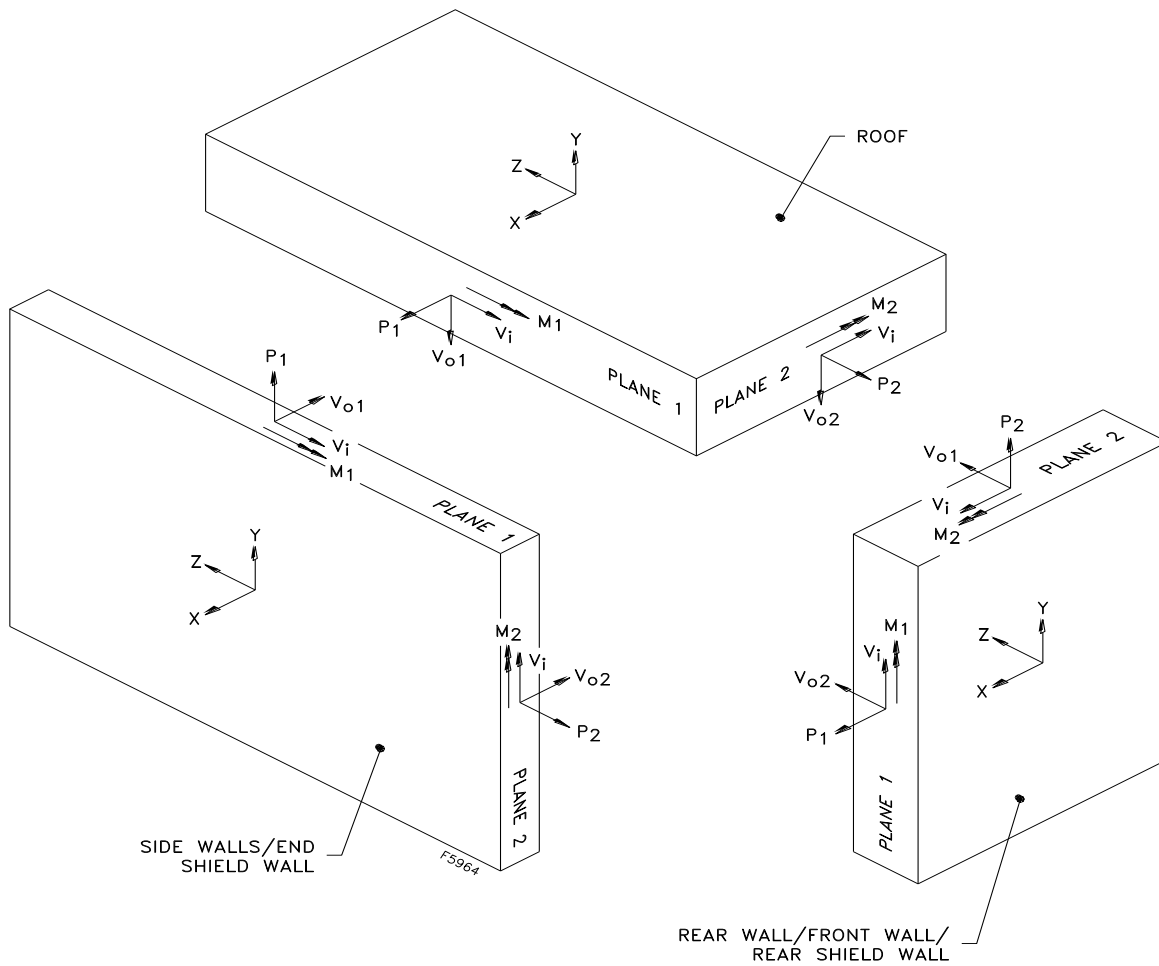 ROOF
Y
Z
X
P1
Vi
M1
Vo1
PLANE 1
M2
Vi
P2
Vo2
PLANE 2
P1
Vo1
Vi
M1
PLANE 1
Y
Z
X
M2
Vi
Vo2
P2
PLANE 2
SIDE WALLS/END
SHIELD WALL
F5964
P2
Vo1
Vi
M2
PLANE 2
M1
Vi
Vo2
P1
PLANE 1
Y
Z
X
REAR WALL/FRONT WALL/
REAR SHIELD WALL